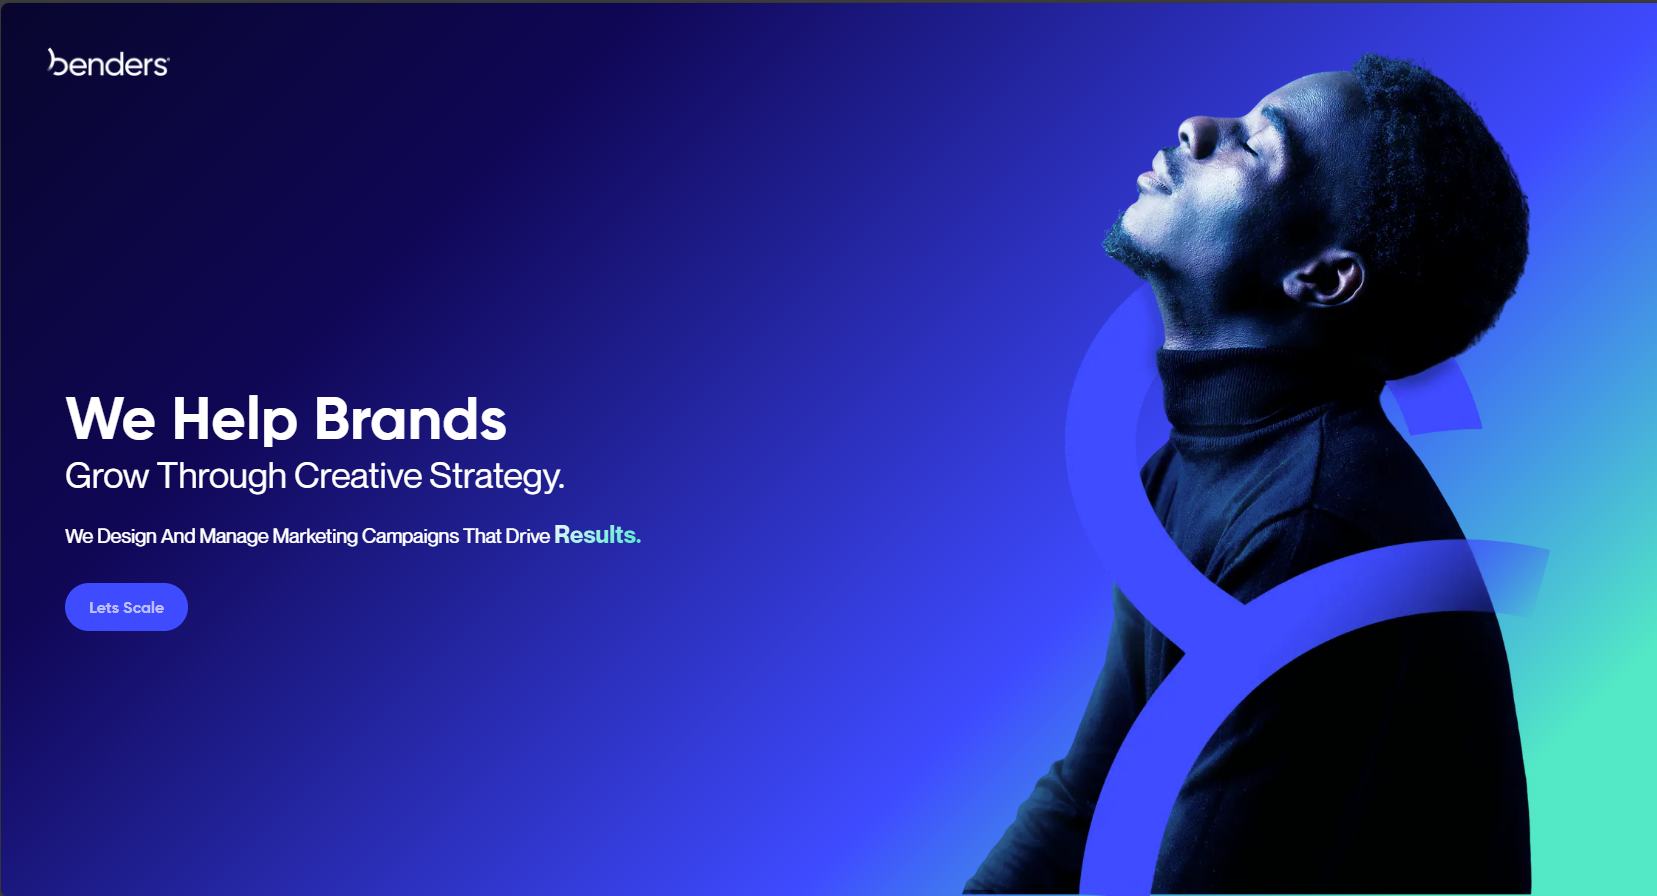 benders
We Help Brands
Grow Through Creative Strategy.
We Design And Manage Marketing Campaigns That Drive Results.
Lets Scale